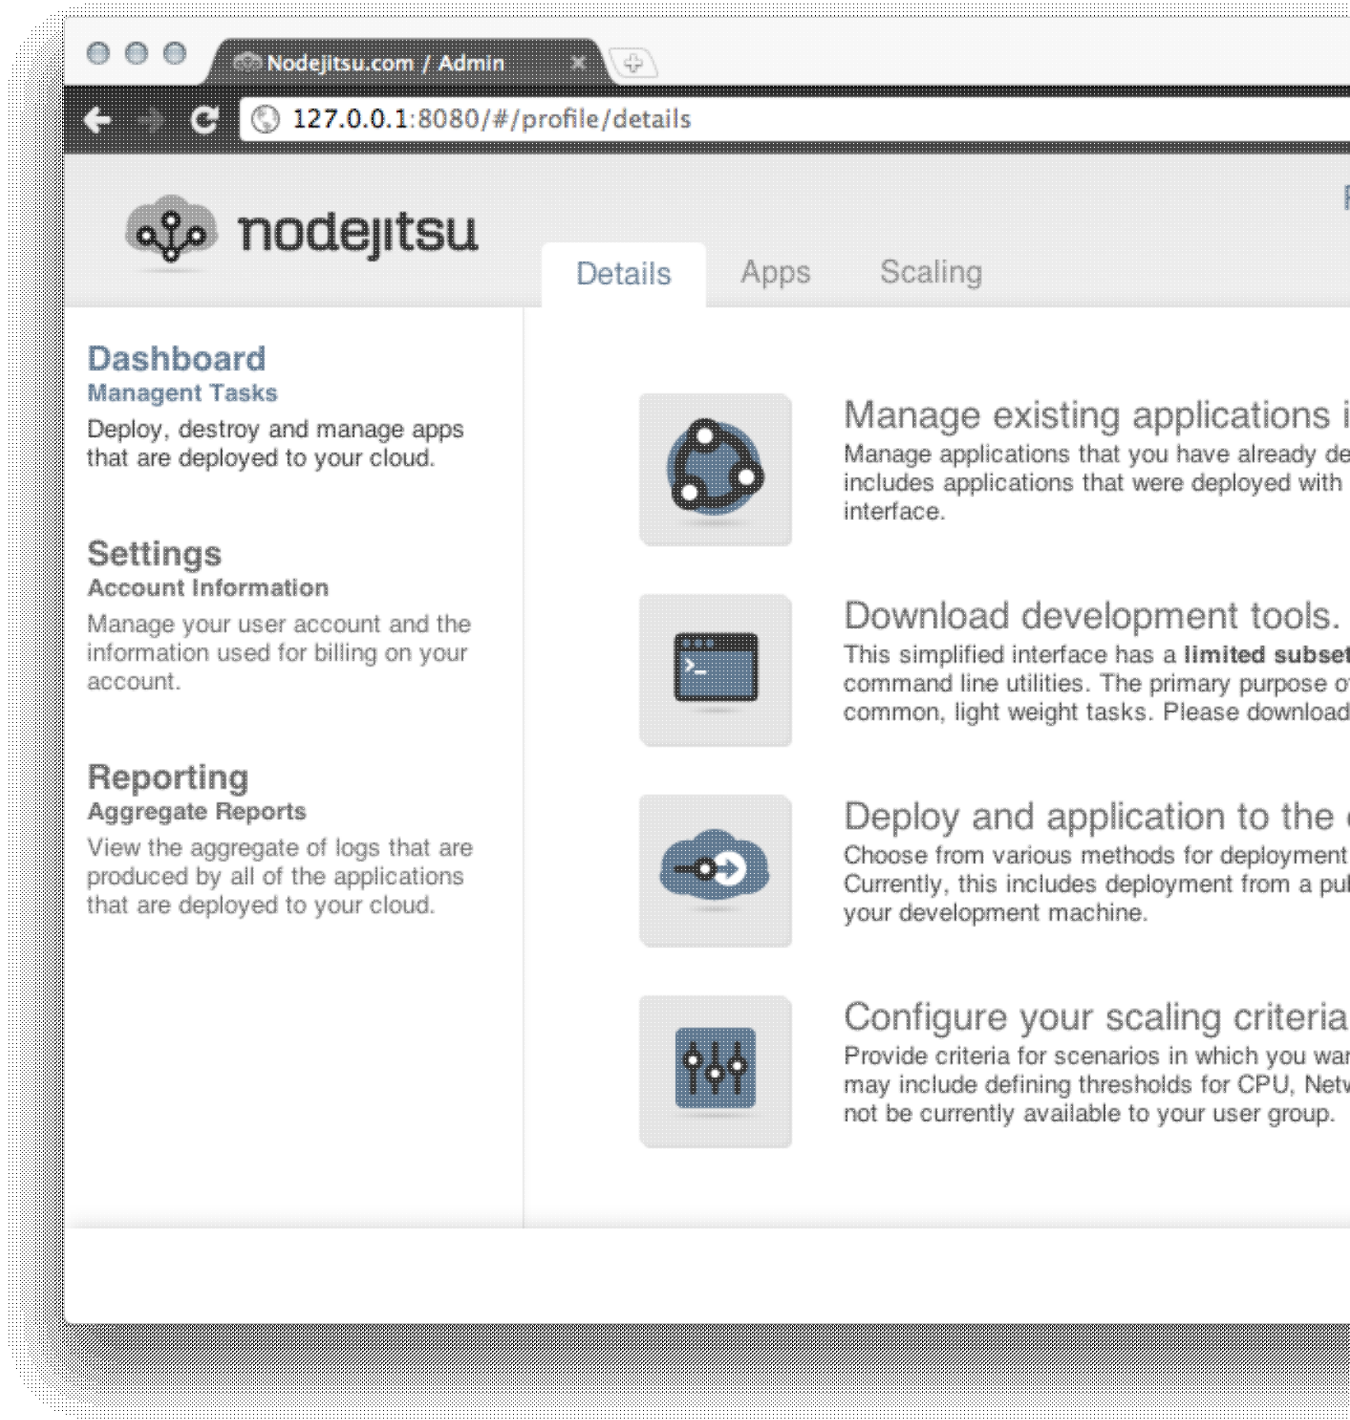 Nodejitsu.com / Admin
127.0.0.1:8080/#/profile/details
nodejitsu
Details Apps Scaling
Dashboard
Managent Tasks
Deploy, destroy and manage apps
that are deployed to your cloud.
Settings
Account Information
Manage your user account and the
information used for billing on your
account.
Reporting
Aggregate Reports
View the aggregate of logs that are
produced by all of the applications
that are deployed to your cloud.
Manage existing applications
Manage applications that you have already
includes applications that were deployed with
interface.
Download development tools.
This simplified interface has a limited subset
command line utilities. The primary purpose
common, light weight tasks. Please download
Deploy and application to the
Choose from various methods for deployment
Currently, this includes deployment from a
your development machine.
Configure your scaling criteria
Provide criteria for scenarios in which you
may include defining thresholds for CPU,
not be currently available to your user group.